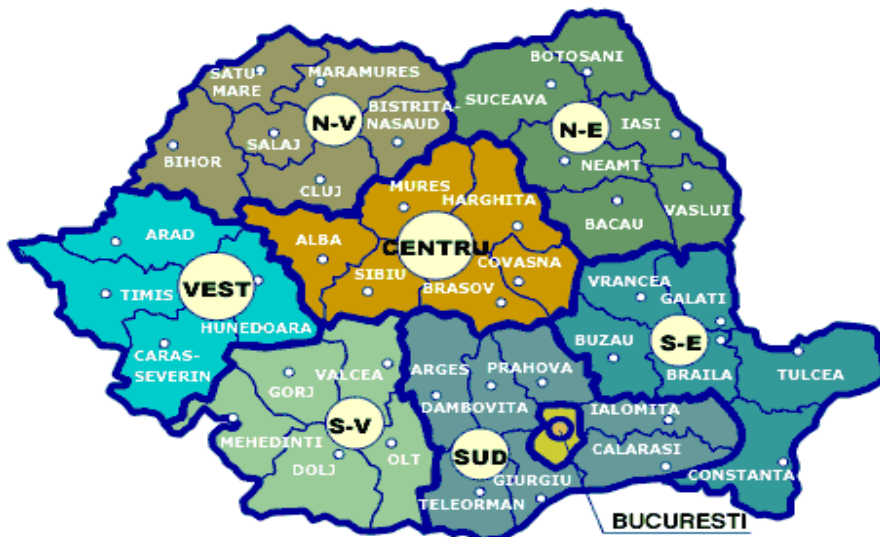 BOTOSANI
SATU-
MARE
MARAMURES
SUCEAVA
BISTRITA-
NASAUD
N-V
N-E
IASI
SALAJ
BIHOR
NEAMT
CLUJ
MURES
HARGHITA
VASLUI
BACAU
ARAD
ALBA
CENTRU
COVASNA
SIBIU
BRASOV
VRANCEA
GALATI
TIMIS
VEST
HUNEDOARA
BUZAU
S-E
CARAS-
SEVERIN
VALCEA
ARGES
PRAHOVA
BRAILA
TULCEA
GORJ
DAMBOVITA
IALOMITA
S-V
MEHEDINTI
DOLJ
OLT
SUD
CALARASI
GIURGIU
CONSTANTA
TELEORMAN
BUCURESTI